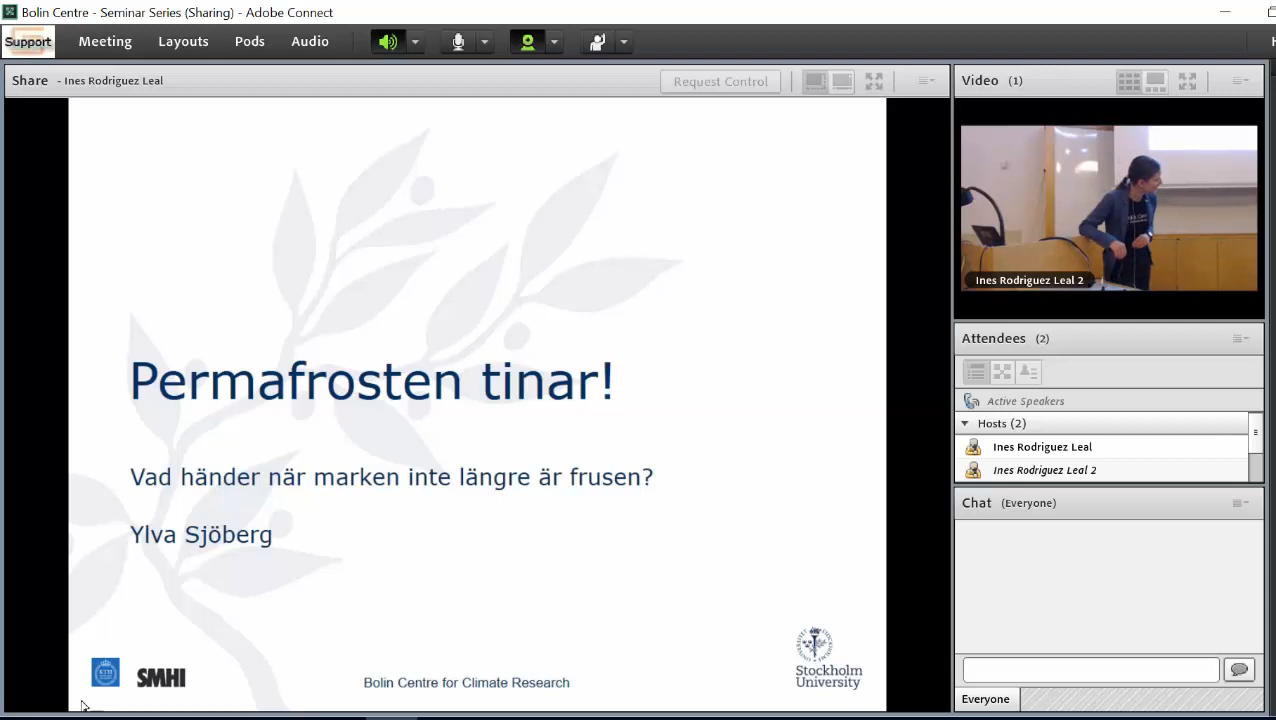 Bolin Centre - Seminar Series (Sharing) - Adobe Connect
Support Meeting Layouts Pods Audio
Share - Ines Rodriguez Leal
Request Control
Permafrosten tinar!
Vad händer när marken inte längre är frusen?
Ylva Sjöberg
KTH
SMHI
Bolin Centre for Climate Research
Stockholm
University
Video (1)
Ines Rodriguez Leal 2
Attendees (2)
Active Speakers
Hosts (2)
Ines Rodriguez Leal
Ines Rodriguez Leal 2
Chat (Everyone)
Everyone